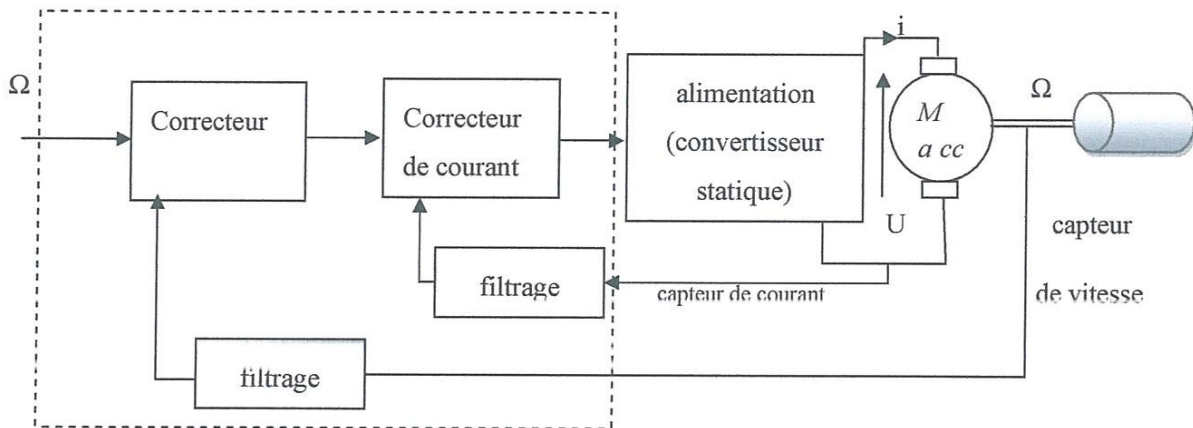 Ω
Correcteur
Correcteur
de courant
alimentation
(convertisseur
statique)
i
U
M
a cc
Ω
capteur
de vitesse
filtrage
capteur de courant
filtrage